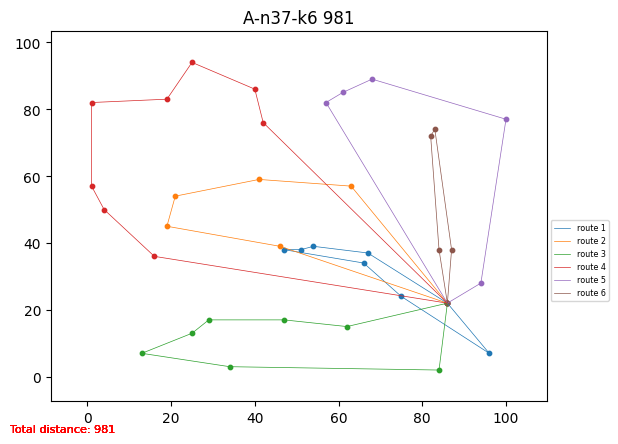 A-n37-k6 981
100
80
60
40
20
0
0 20 40 60 80 100
route 1
route 2
route 3
route 4
route 5
route 6
Total distance: 981